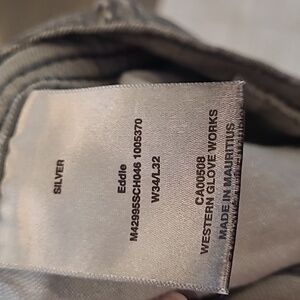 SILVER
Eddie
M42995SCH046 1005370
W34/L32
CA00508
WESTERN GLOVE WORKS
MADE IN MAURITIUS